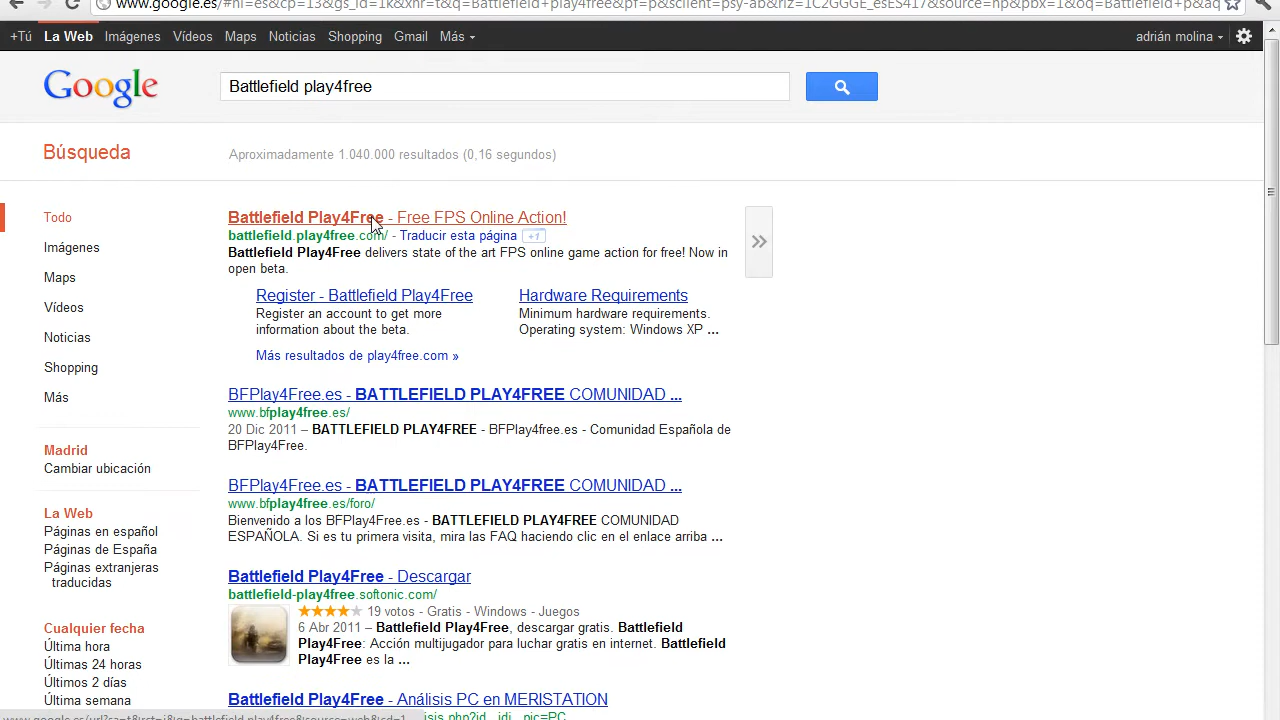 www.google.es/#hl=es&cp=13&gs_id=1k&xhr=t&q=Battlefield+play4free&pf=p&sclient=psy-ab&rlz=1C2GGGE_esES417&source=hp&pbx=1&oq=Battlefield+p&aq
+Tú La Web Imágenes Vídeos Maps Noticias Shopping Gmail Más adrián molina
Google Battlefield play4free
Búsqueda Aproximadamente 1.040.000 resultados (0,16 segundos)
Todo
Imágenes
Maps
Vídeos
Noticias
Shopping
Más
Madrid
Cambiar ubicación
La Web
Páginas en español
Páginas de España
Páginas extranjeras
traducidas
Cualquier fecha
Última hora
Últimas 24 horas
Últimos 2 días
Última semana
Battlefield Play4Free - Free FPS Online Action!
battlefield.play4free.com/ - Traducir esta página +1
Battlefield Play4Free delivers state of the art FPS online game action for free! Now in
open beta.
Register - Battlefield Play4Free
Register an account to get more
information about the beta.
Hardware Requirements
Minimum hardware requirements.
Operating system: Windows XP ...
Más resultados de play4free.com »
BFPlay4Free.es - BATTLEFIELD PLAY4FREE COMUNIDAD ...
www.bfplay4free.es/
20 Dic 2011 – BATTLEFIELD PLAY4FREE - BFPlay4free.es - Comunidad Española de
BFPlay4Free.
BFPlay4Free.es - BATTLEFIELD PLAY4FREE COMUNIDAD ...
www.bfplay4free.es/foro/
Bienvenido a los BFPlay4Free.es - BATTLEFIELD PLAY4FREE COMUNIDAD
ESPAÑOLA. Si es tu primera visita, mira las FAQ haciendo clic en el enlace arriba ...
Battlefield Play4Free - Descargar
battlefield-play4free.softonic.com/
19 votos - Gratis - Windows - Juegos
6 Abr 2011 – Battlefield Play4Free, descargar gratis. Battlefield
Play4Free: Acción multijugador para luchar gratis en internet. Battlefield
Play4Free es la ...
Battlefield Play4Free - Análisis PC en MERISTATION